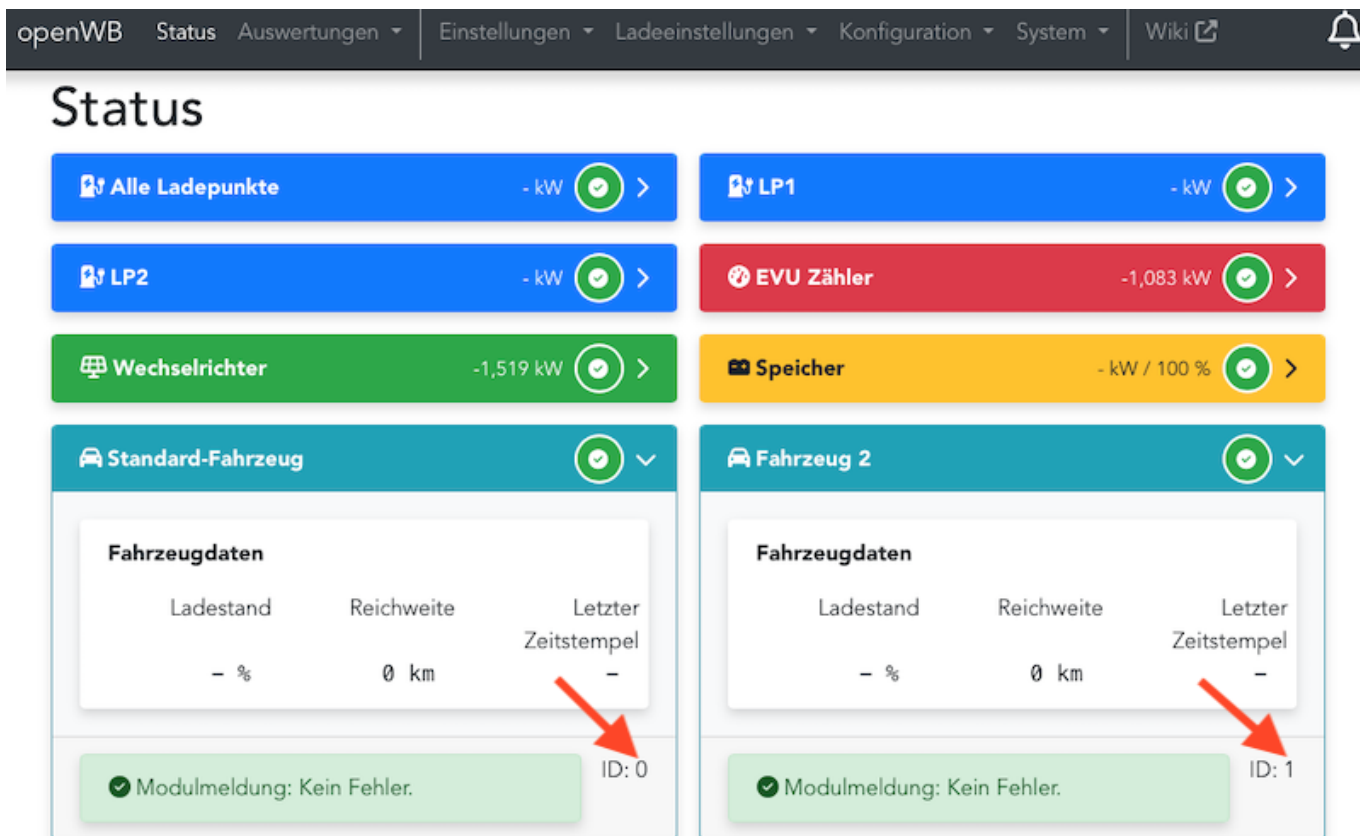 openWB Status Auswertungen Einstellungen Ladeeinstellungen Konfiguration System Wiki
Status
Alle Ladepunkte - kW
LP1 - kW
LP2 - kW
EVU Zähler -1,083 kW
Wechselrichter -1,519 kW
Speicher - kW / 100 %
Standard-Fahrzeug
Fahrzeugdaten
Ladestand Reichweite Letzter
Zeitstempel
– % 0 km –
Modulmeldung: Kein Fehler. ID: 0
Fahrzeug 2
Fahrzeugdaten
Ladestand Reichweite Letzter
Zeitstempel
– % 0 km –
Modulmeldung: Kein Fehler. ID: 1